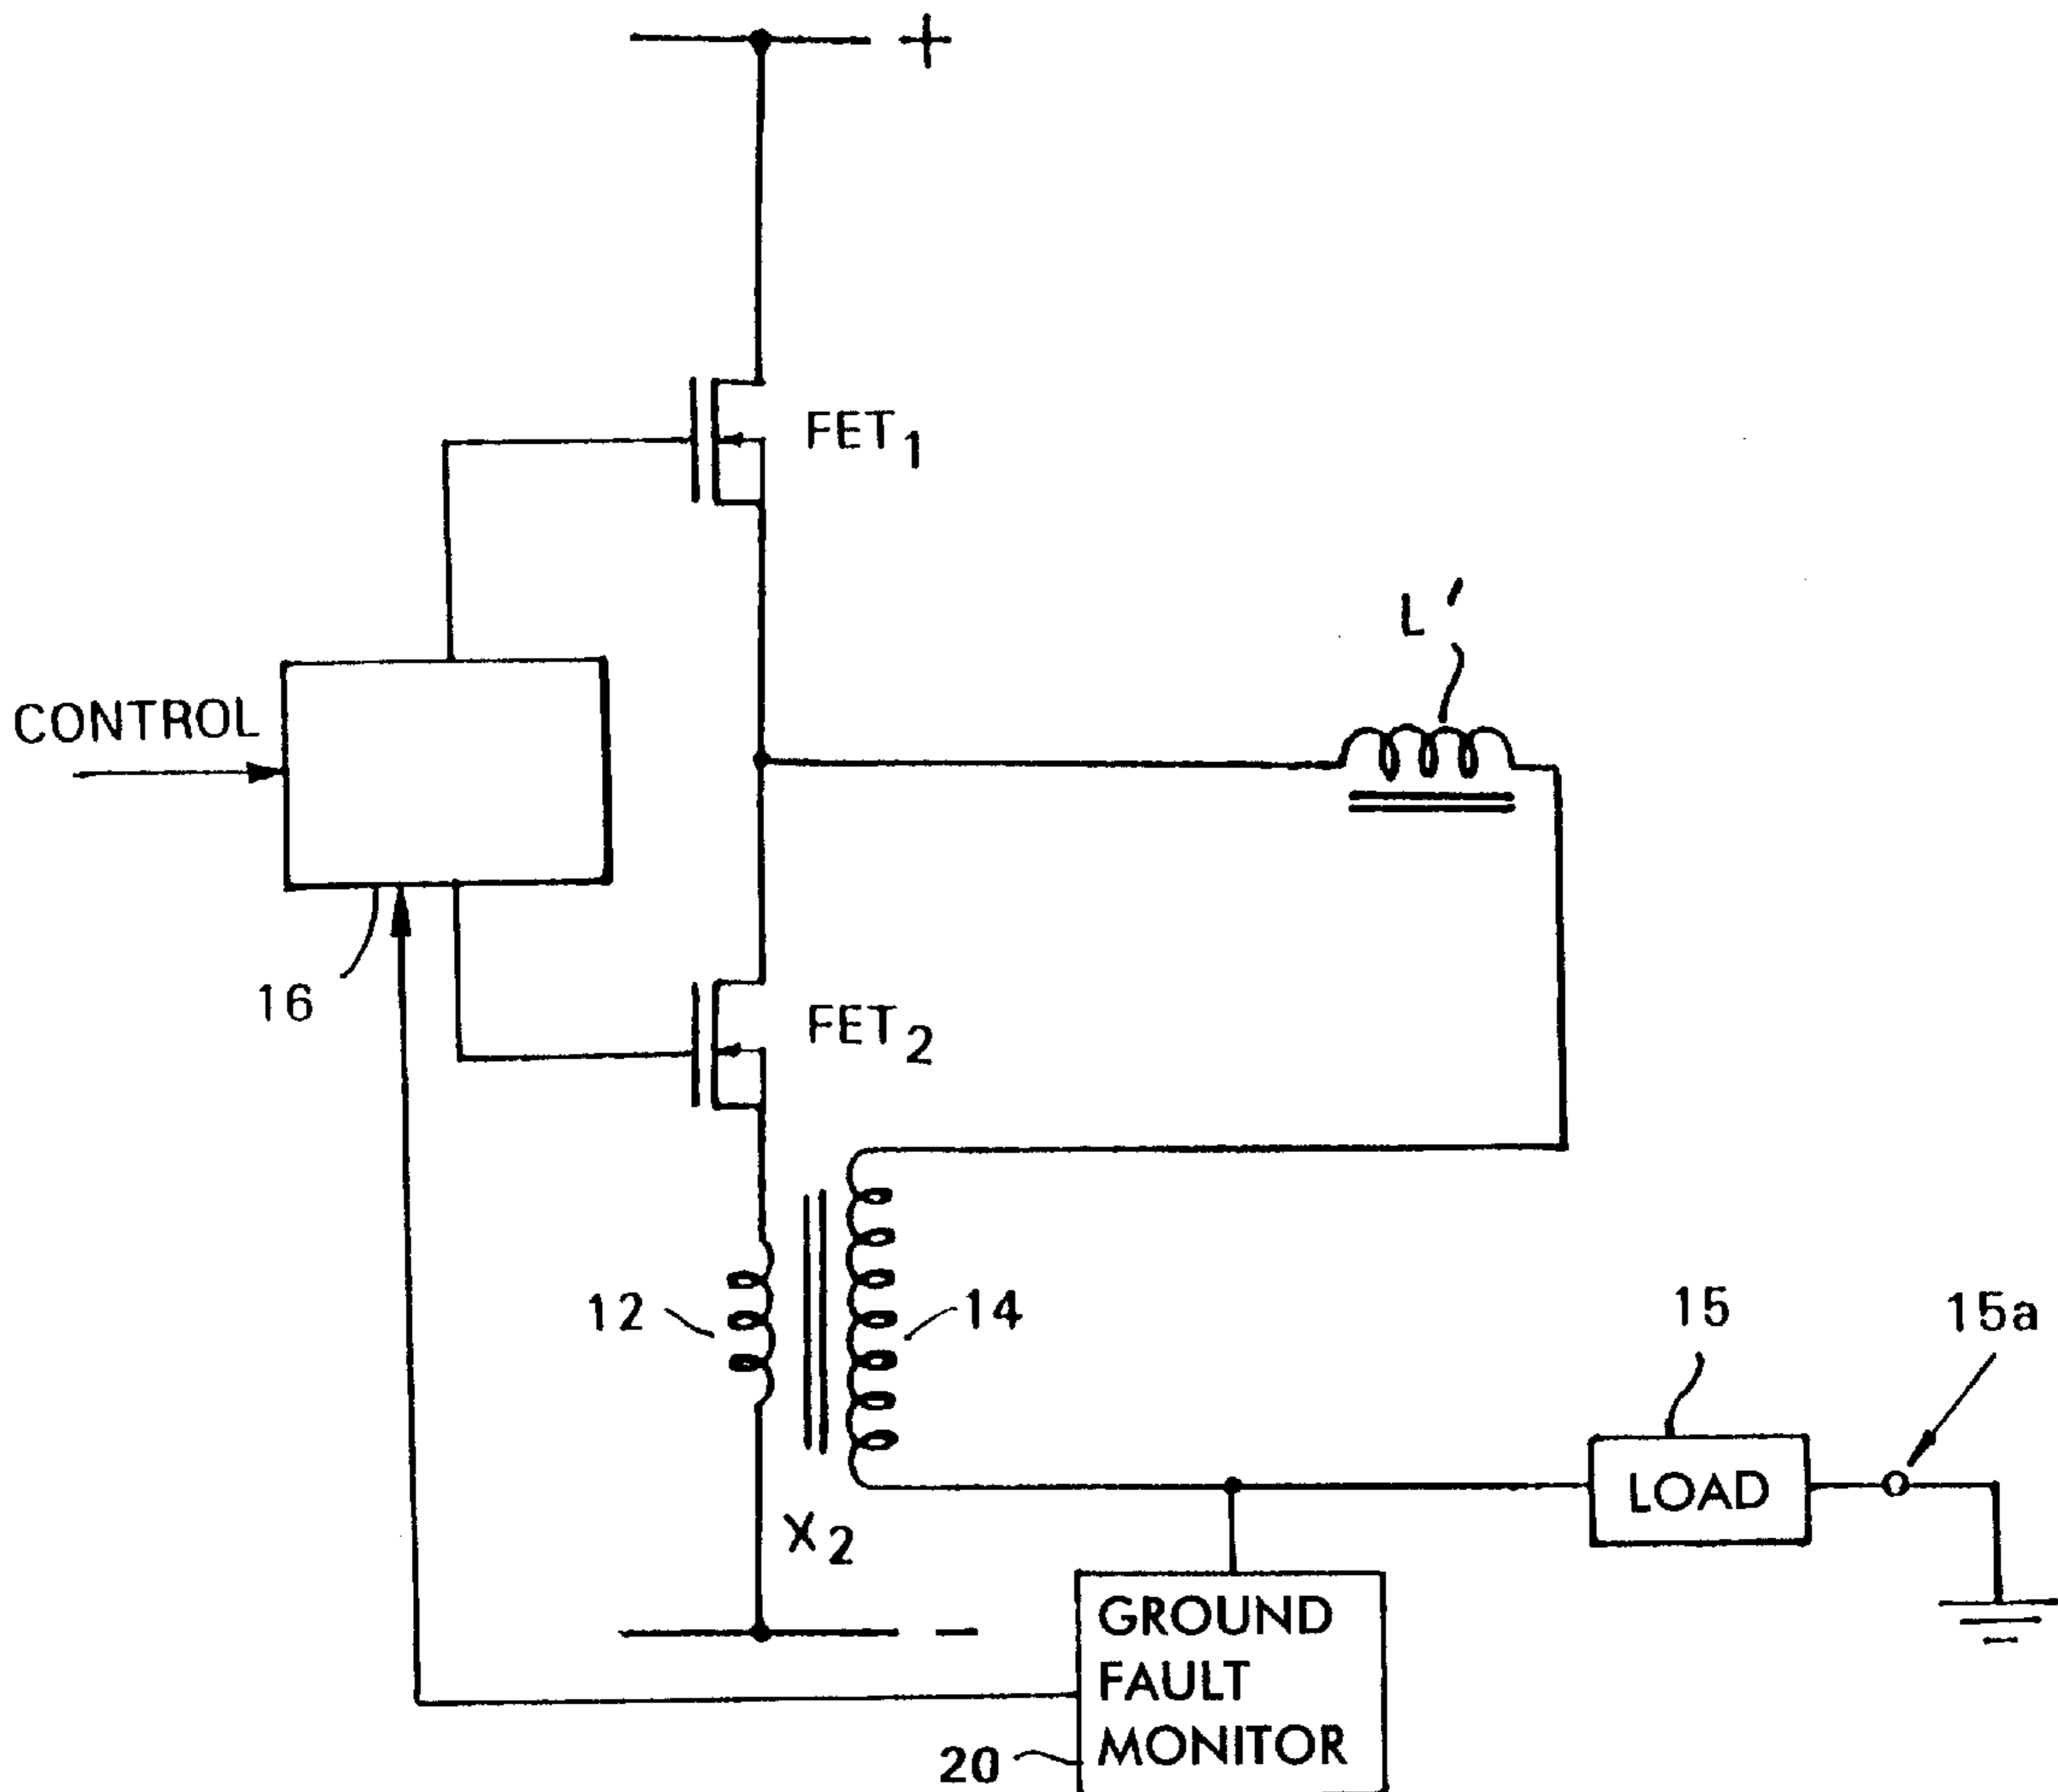 +
FET1
L'
CONTROL
16
FET2
12
14
15
15a
LOAD
X2
−
GROUND
FAULT
MONITOR
20